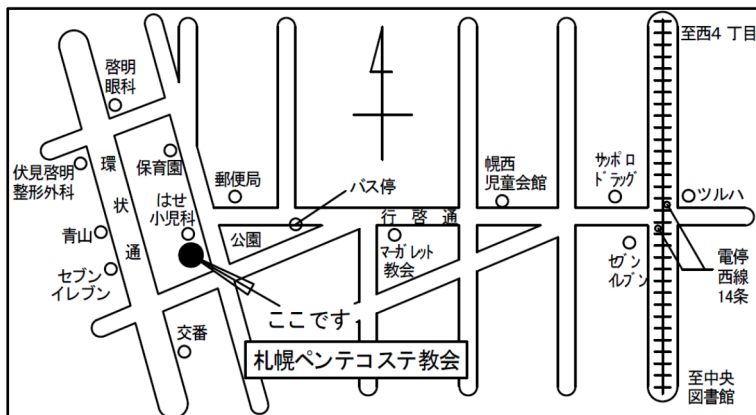 至西4丁目
啓明
眼科
伏見啓明
整形外科
環
状
通
保育園
はせ
小児科
郵便局
バス停
幌西
児童会館
サッポロ
ドラッグ
ツルハ
青山
公園
行啓通
マーガレット
教会
セブン
イレブン
セブン
イレブン
電停
西線
14条
ここです
交番
札幌ペンテコステ教会
至中央
図書館